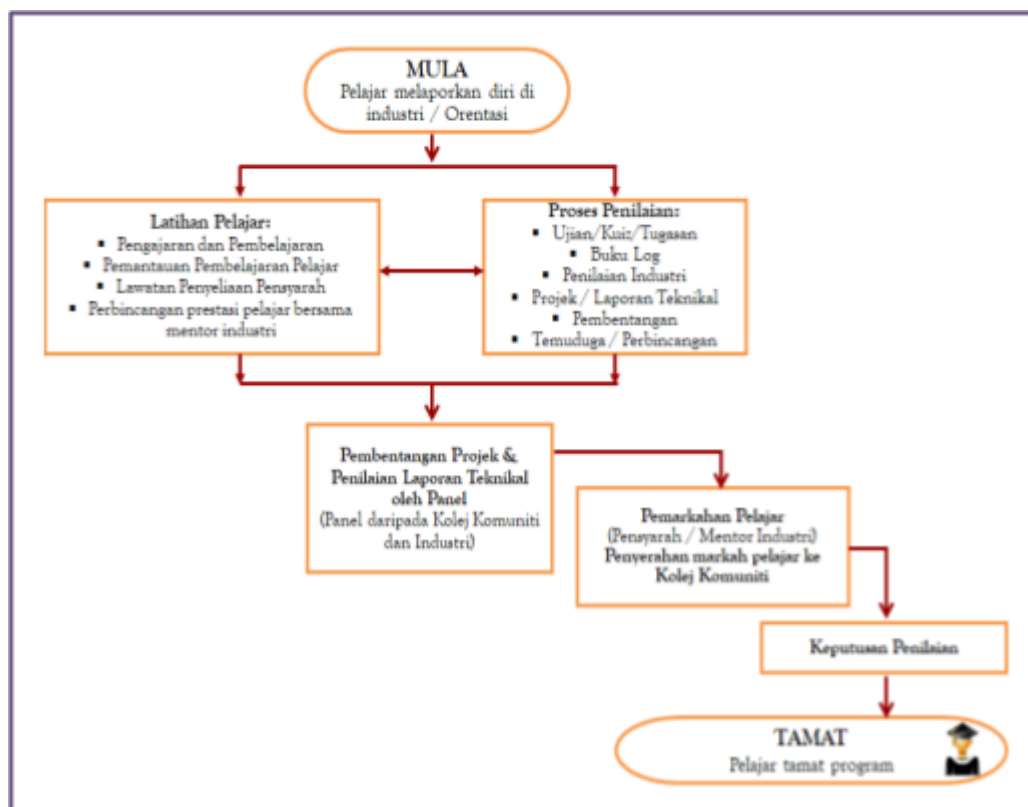 MULA
Pelajar melaporkan diri di
industri / Orentasi
Latihan Pelajar:
▪ Pengajaran dan Pembelajaran
▪ Pemantauan Pembelajaran Pelajar
▪ Lawatan Penyeliaan Pensyarah
▪ Perbincangan prestasi pelajar bersama
mentor industri
Proses Penilaian:
▪ Ujian/Kuiz/Tugasan
▪ Buku Log
▪ Penilaian Industri
▪ Projek / Laporan Teknikal
▪ Pembentangan
▪ Temuduga / Perbincangan
Pembentangan Projek &
Penilaian Laporan Teknikal
oleh Panel
(Panel daripada Kolej Komuniti
dan Industri)
Pemarkahan Pelajar
(Pensyarah / Mentor Industri)
Penyerahan markah pelajar ke
Kolej Komuniti
Keputusan Penilaian
TAMAT
Pelajar tamat program